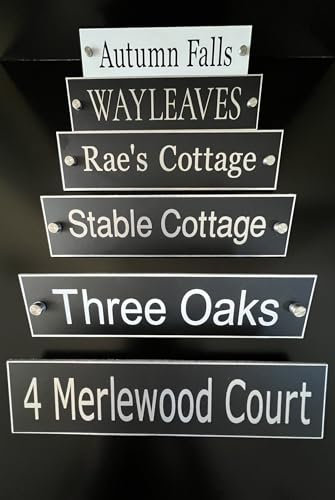 Autumn Falls
WAYLEAVES
Rae's Cottage
Stable Cottage
Three Oaks
4 Merlewood Court